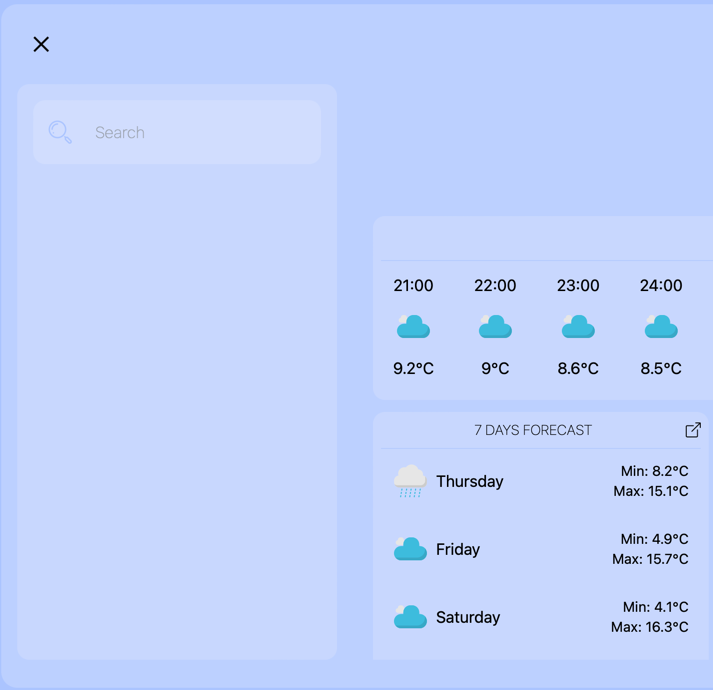 Search
21:00 22:00 23:00 24:00
9.2°C 9°C 8.6°C 8.5°C
7 DAYS FORECAST
Thursday
Min: 8.2°C
Max: 15.1°C
Friday
Min: 4.9°C
Max: 15.7°C
Saturday
Min: 4.1°C
Max: 16.3°C